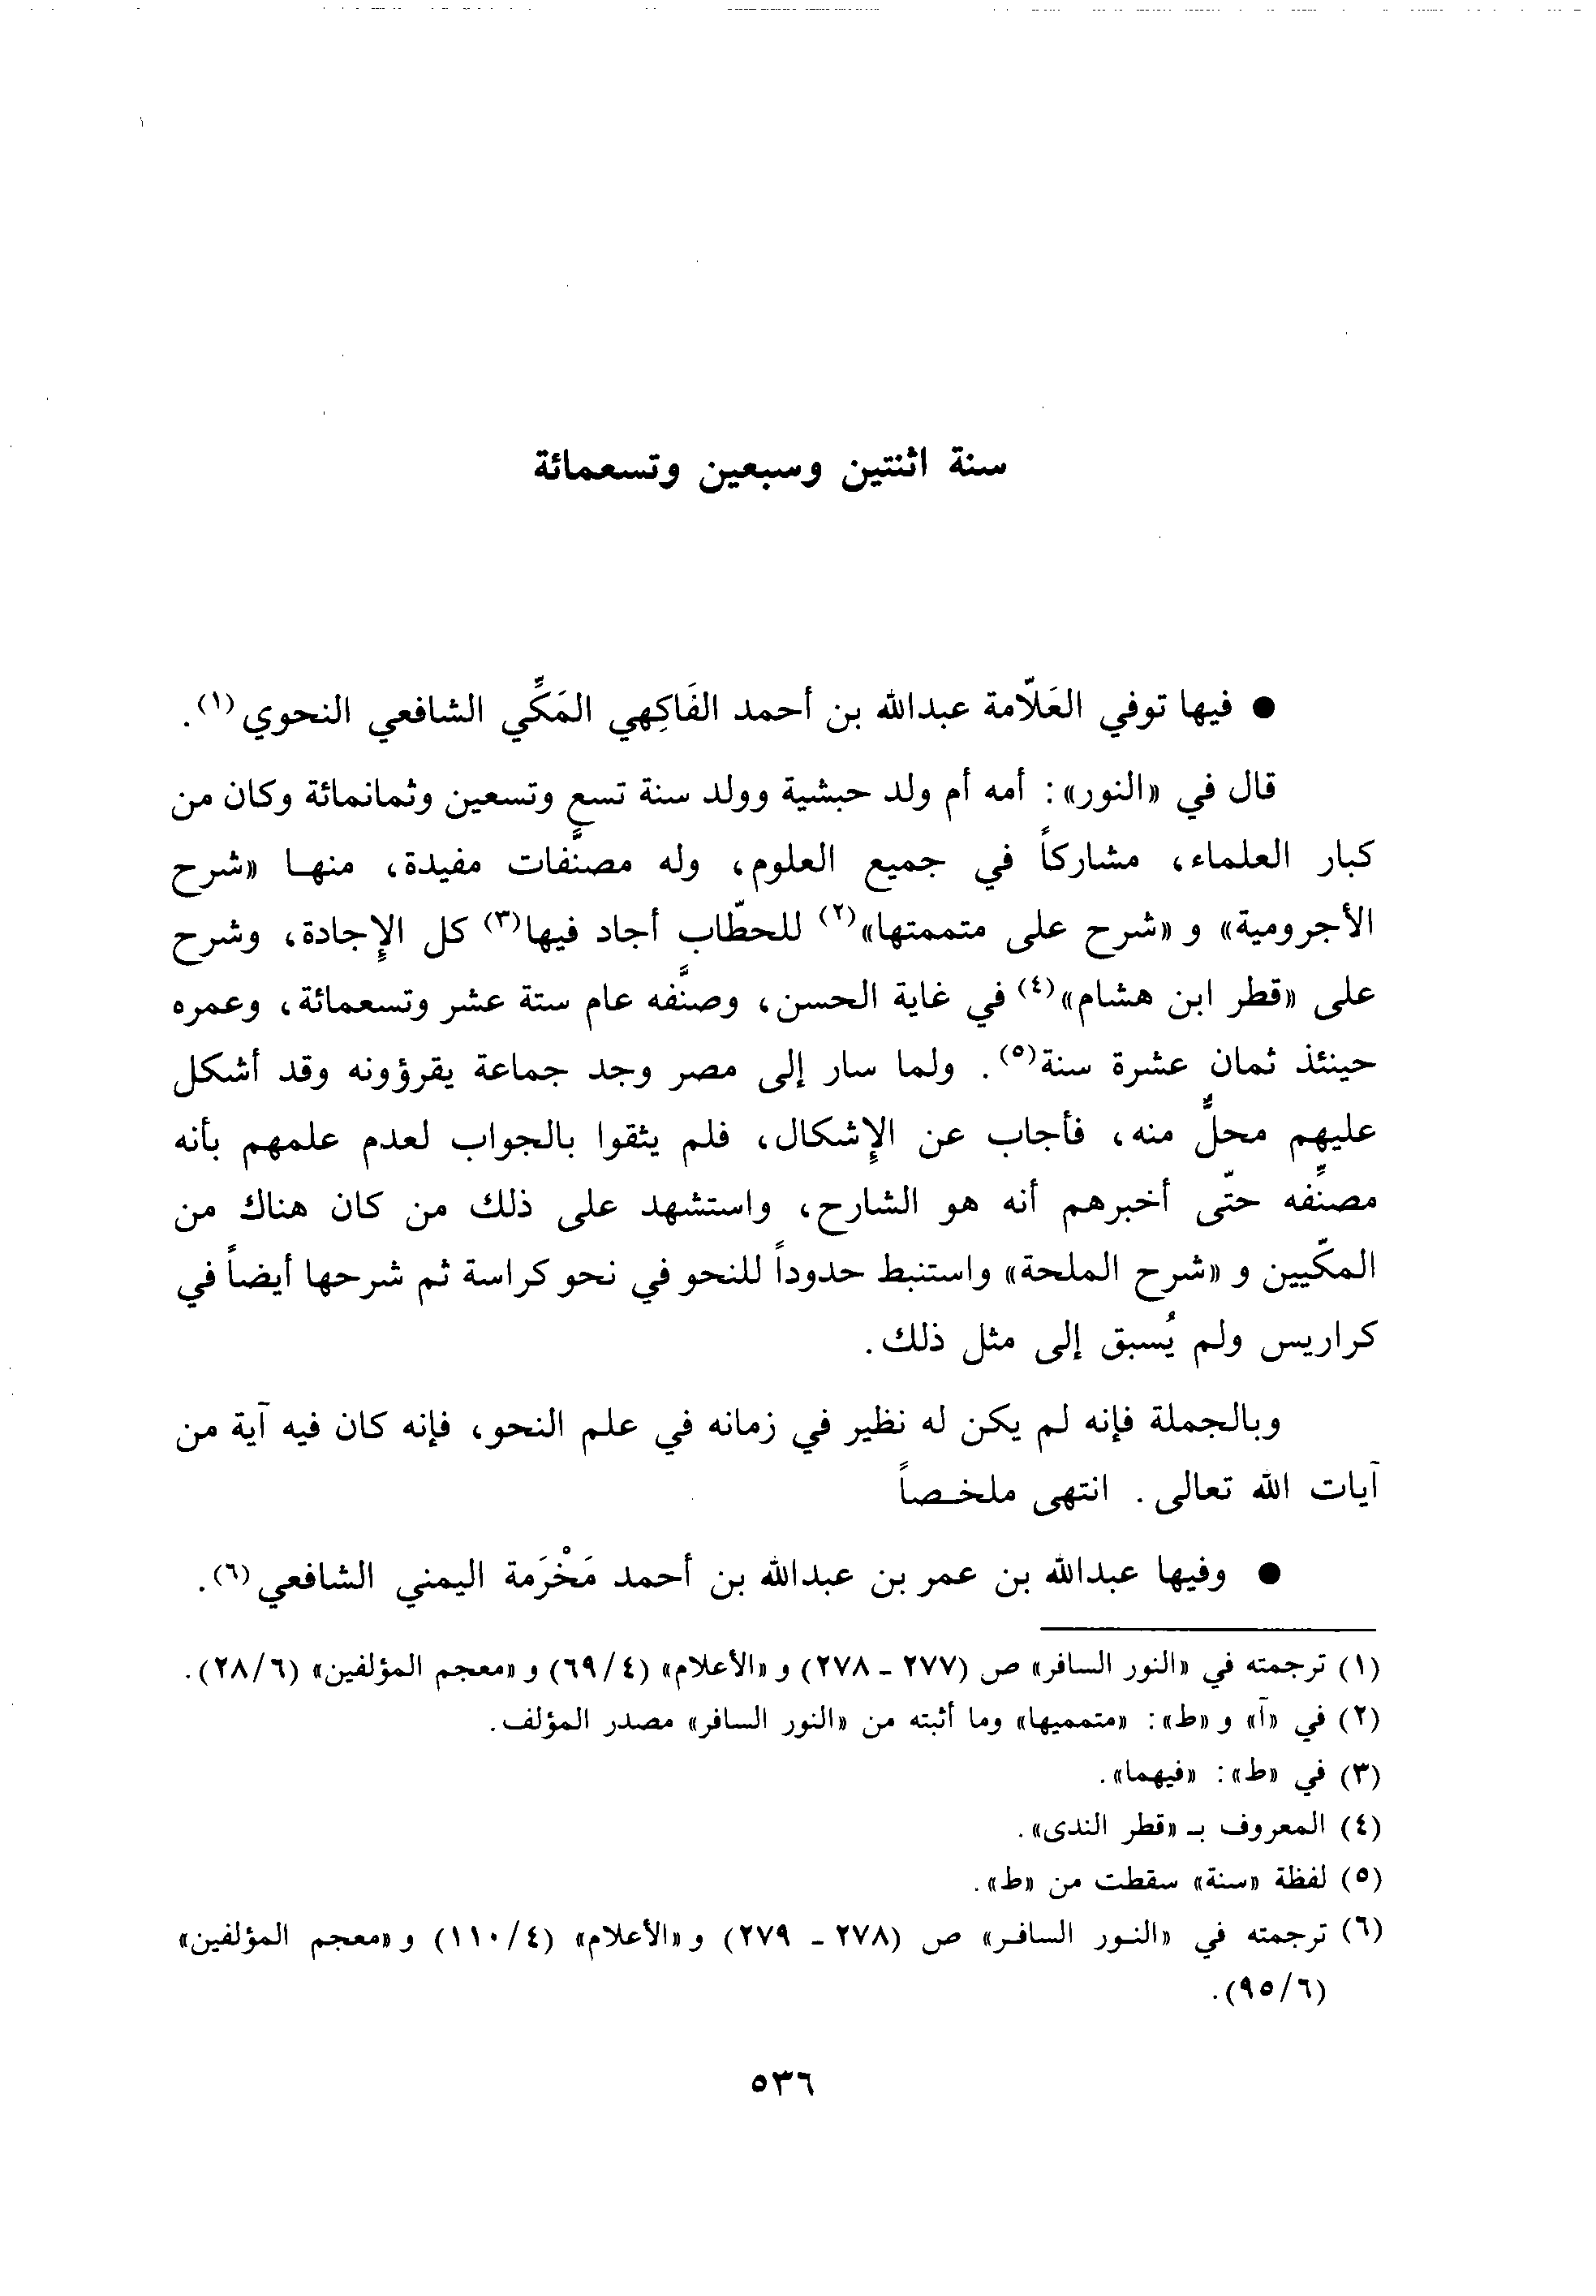 سنة اثنتين وسبعين وتسعمائة
● فيها توفي العَلّامة عبدالله بن أحمد الفَاكِهي المَكِّي الشافعي النحوي(١).
قال في «النور»: أمه أم ولد حبشية وولد سنة تسع وتسعين وثمانمائة وكان من
كبار العلماء، مشاركاً في جميع العلوم، وله مصنَّفات مفيدة، منهـا «شرح
الأجرومية» و «شرح على متممتها»(٢) للحطّاب أجاد فيها(٣) كل الإِجادة، وشرح
على «قطر ابن هشام»(٤) في غاية الحسن، وصنَّفه عام ستة عشر وتسعمائة، وعمره
حينئذ ثمان عشرة سنة(٥). ولما سار إلى مصر وجد جماعة يقرؤونه وقد أشكل
عليهم محلٌّ منه، فأجاب عن الإِشكال، فلم يثقوا بالجواب لعدم علمهم بأنه
مصنِّفه حتّى أخبرهم أنه هو الشارح، واستشهد على ذلك من كان هناك من
المكّيين و «شرح الملحة» واستنبط حدوداً للنحو في نحو كراسة ثم شرحها أيضاً في
كراريس ولم يُسبق إلى مثل ذلك.
وبالجملة فإنه لم يكن له نظير في زمانه في علم النحو، فإنه كان فيه آية من
آيات الله تعالى. انتهى ملخـصاً
● وفيها عبدالله بن عمر بن عبدالله بن أحمد مَخْرَمة اليمني الشافعي(٦).
(١) ترجمته في «النور السافر» ص (٢٧٧ ـ ٢٧٨) و «الأعلام» (٤/ ٦٩) و «معجم المؤلفين» (٦/ ٢٨).
(٢) في «آ» و «ط»: «متمميها» وما أثبته من «النور السافر» مصدر المؤلف.
(٣) في «ط»: «فيهما».
(٤) المعروف بـ «قطر الندى».
(٥) لفظة «سنة» سقطت من «ط».
(٦) ترجمته في «النـور السافـر» ص (٢٧٨ ـ ٢٧٩) و «الأعلام» (٤/ ١١٠) و «معجم المؤلفين»
(٦/ ٩٥).
٥٣٦